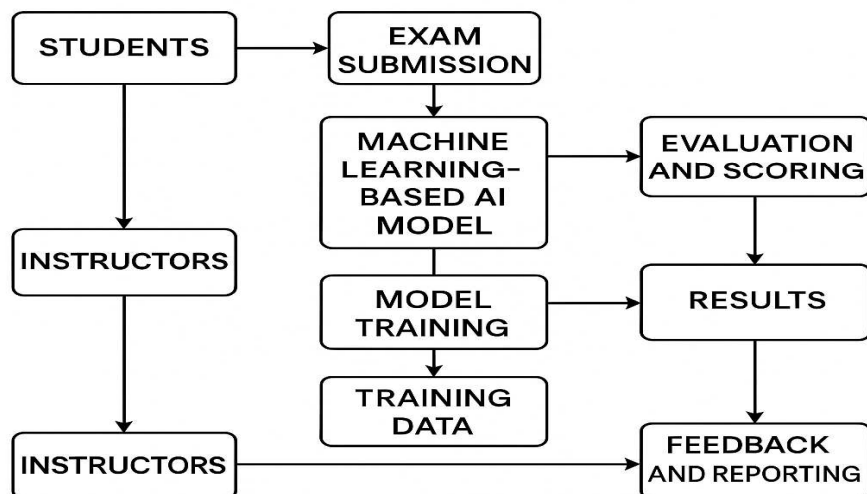 STUDENTS
EXAM
SUBMISSION
MACHINE
LEARNING-
BASED AI
MODEL
EVALUATION
AND SCORING
INSTRUCTORS
MODEL
TRAINING
RESULTS
TRAINING
DATA
INSTRUCTORS
FEEDBACK
AND REPORTING